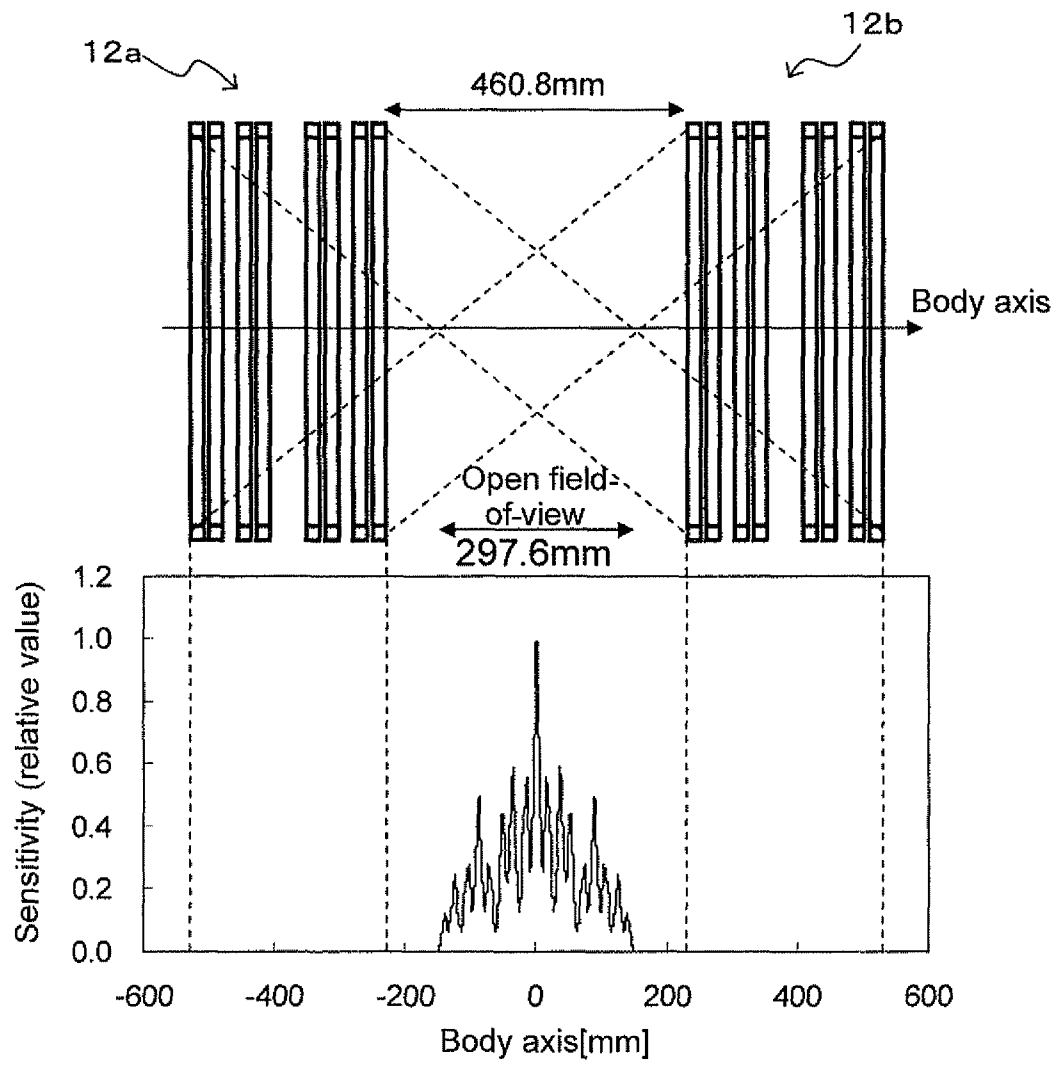 12a
12b
460.8mm
Body axis
Open field-
of-view
297.6mm
1.2
1.0
0.8
0.6
0.4
0.2
0.0
Sensitivity (relative value)
-600
-400
-200
0
200
400
600
Body axis[mm]